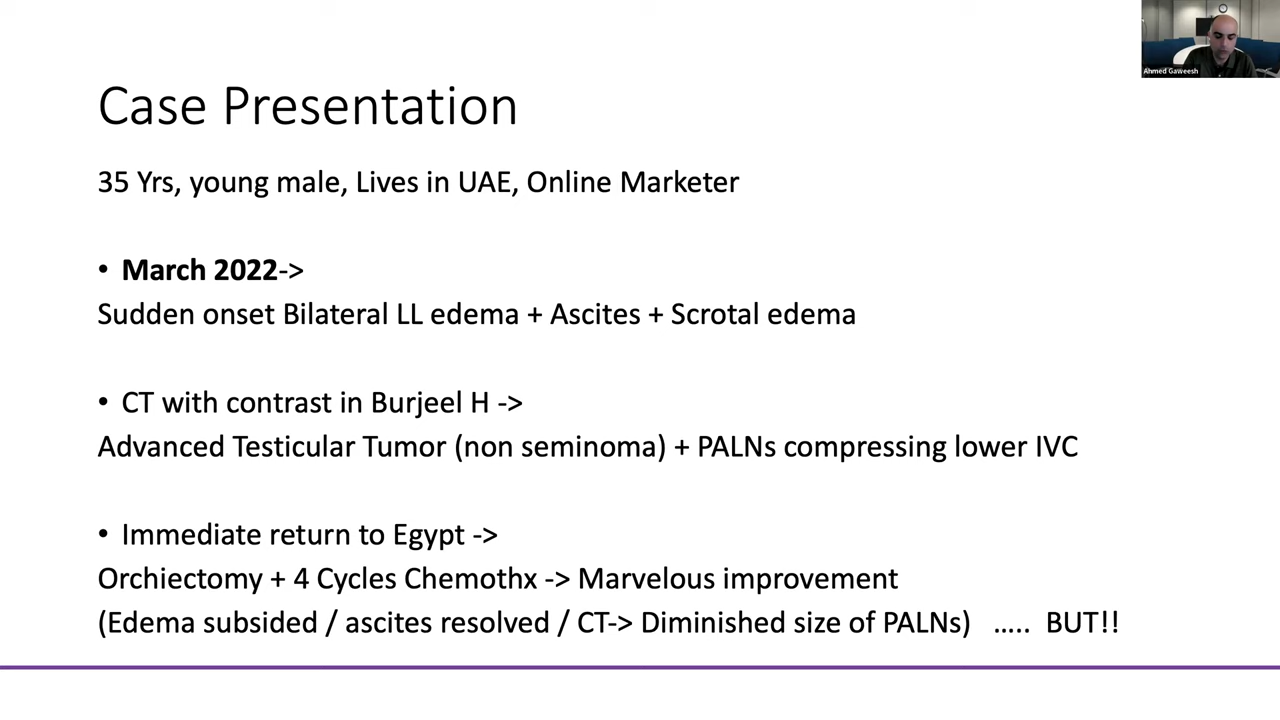 Ahmed Gaweesh
Case Presentation
35 Yrs, young male, Lives in UAE, Online Marketer
• March 2022->
Sudden onset Bilateral LL edema + Ascites + Scrotal edema
• CT with contrast in Burjeel H ->
Advanced Testicular Tumor (non seminoma) + PALNs compressing lower IVC
• Immediate return to Egypt ->
Orchiectomy + 4 Cycles Chemothx -> Marvelous improvement
(Edema subsided / ascites resolved / CT-> Diminished size of PALNs) ..... BUT!!